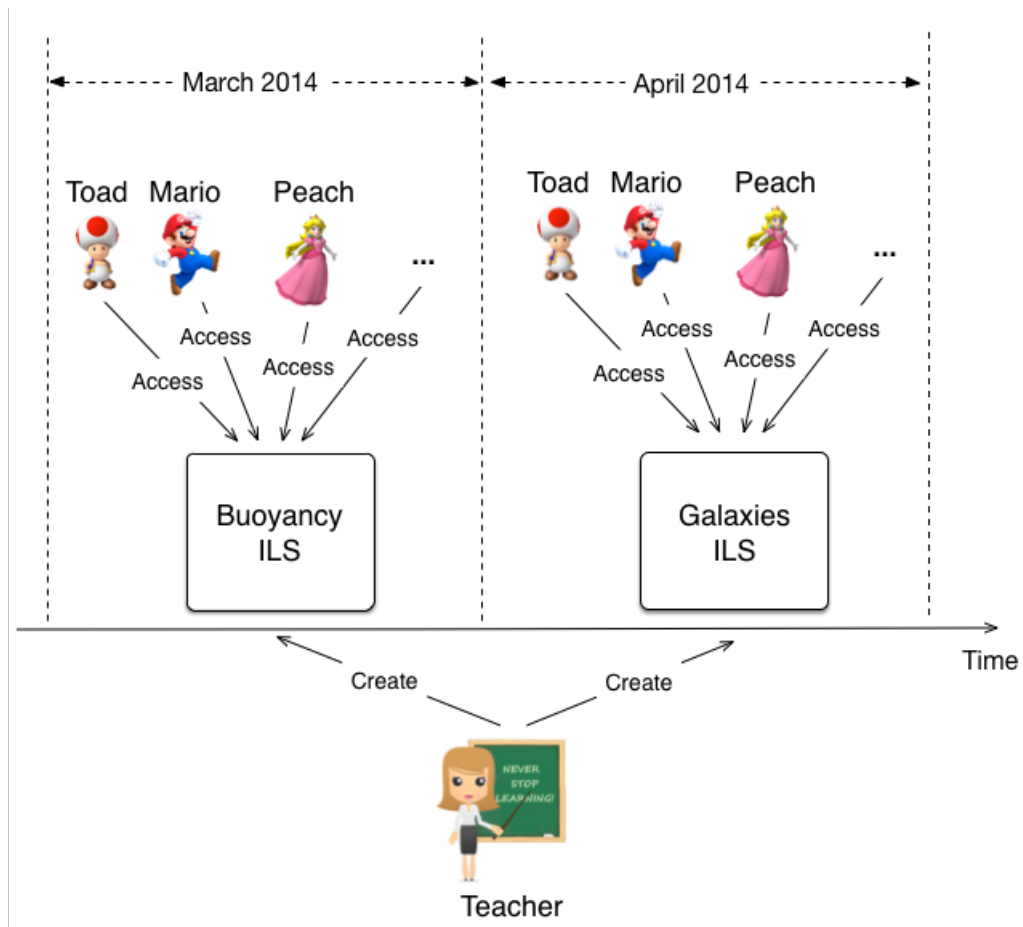 March 2014
April 2014
Toad Mario Peach
Toad Mario Peach
...
...
Access
Access
Access
Access
Access
Access
Access
Access
Buoyancy
ILS
Galaxies
ILS
Time
Create
Create
NEVER
STOP
LEARNING!
Teacher